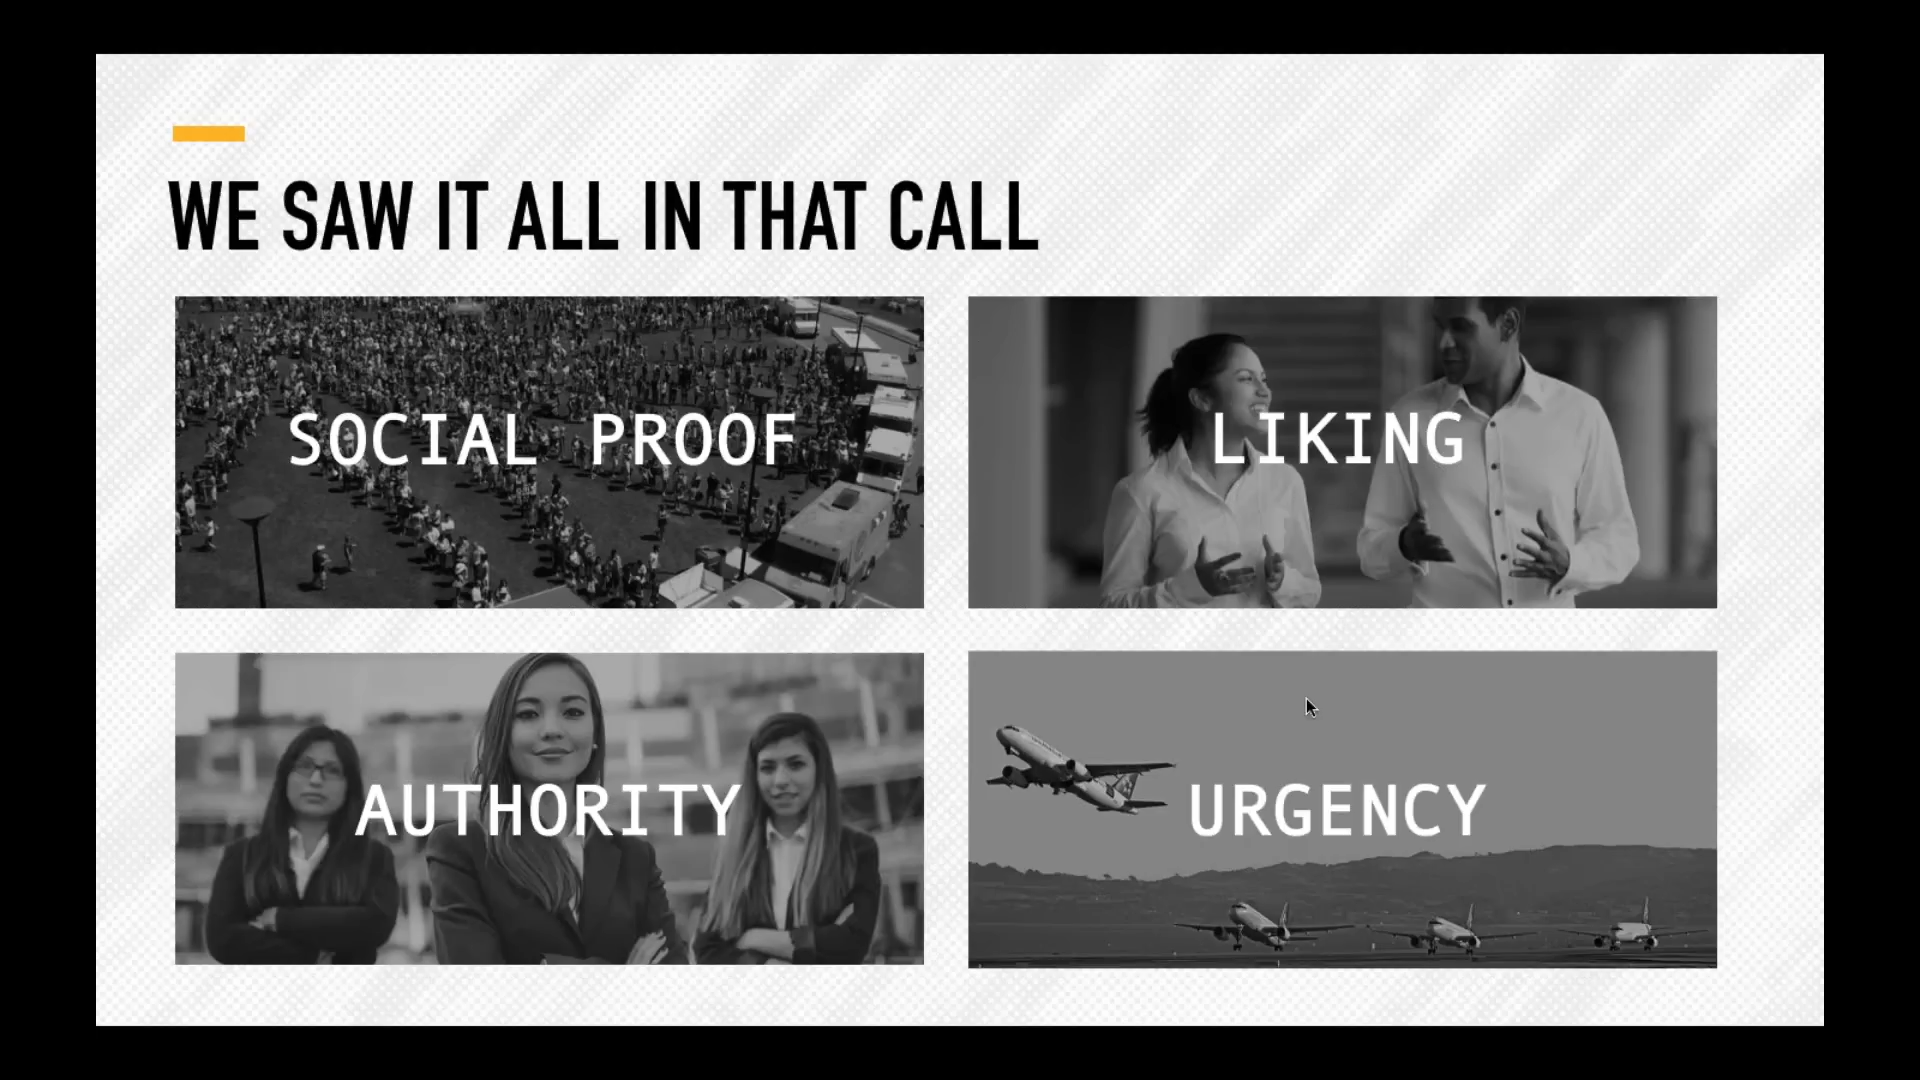 WE SAW IT ALL IN THAT CALL
SOCIAL PROOF
LIKING
AUTHORITY
URGENCY